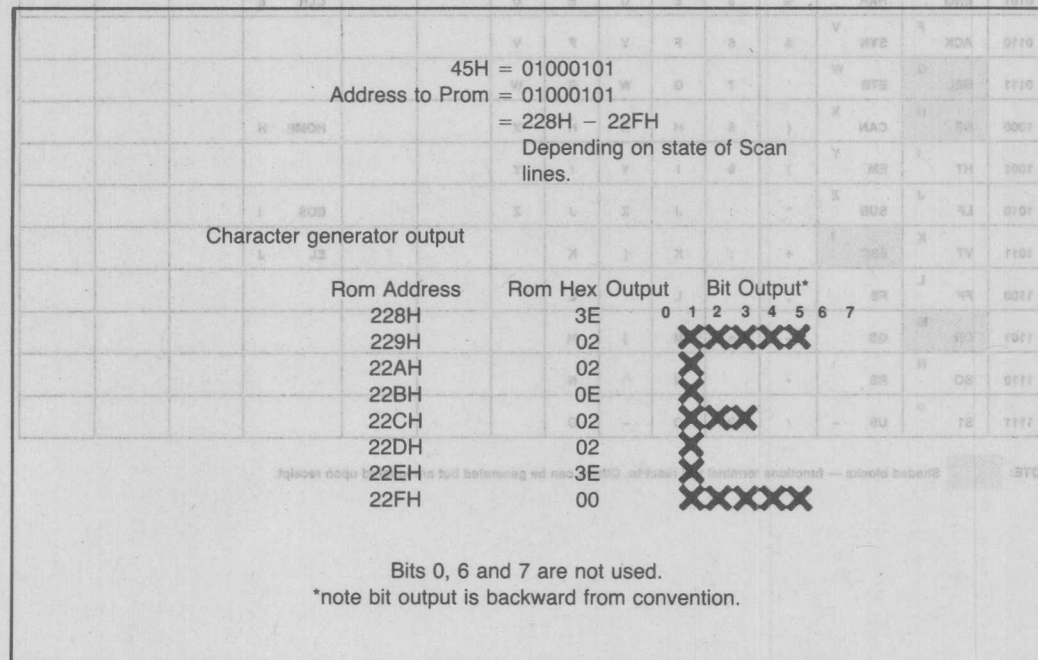 45H = 01000101
Address to Prom = 01000101
= 228H – 22FH
Depending on state of Scan
lines.
Character generator output
Rom Address Rom Hex Output Bit Output*
0 1 2 3 4 5 6 7
228H 3E
229H 02
22AH 02
22BH 0E
22CH 02
22DH 02
22EH 3E
22FH 00
Bits 0, 6 and 7 are not used.
*note bit output is backward from convention.